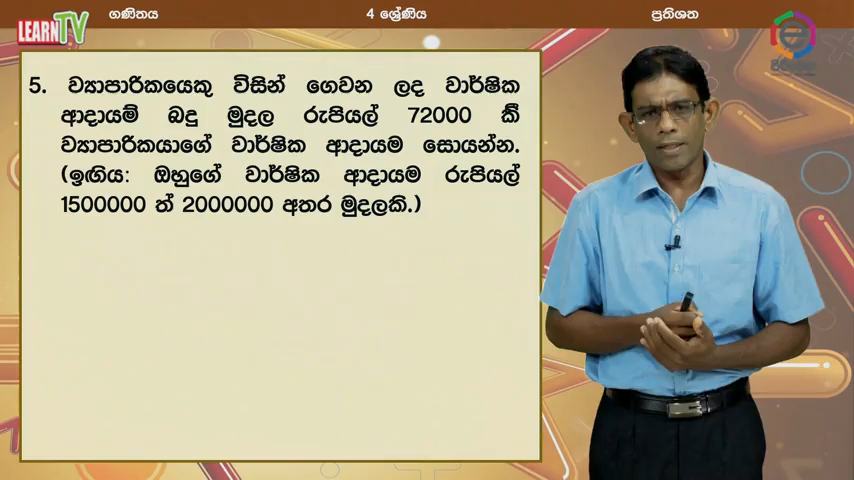 LEARN TV
ගණිතය
4 ශ්‍රේණිය
ප්‍රතිශත
5. ව්‍යාපාරිකයෙකු විසින් ගෙවන ලද වාර්ෂික
ආදායම් බදු මුදල රුපියල් 72000 කි
ව්‍යාපාරිකයාගේ වාර්ෂික ආදායම සොයන්න.
(ඉඟිය: ඔහුගේ වාර්ෂික ආදායම රුපියල්
1500000 ත් 2000000 අතර මුදලකි.)